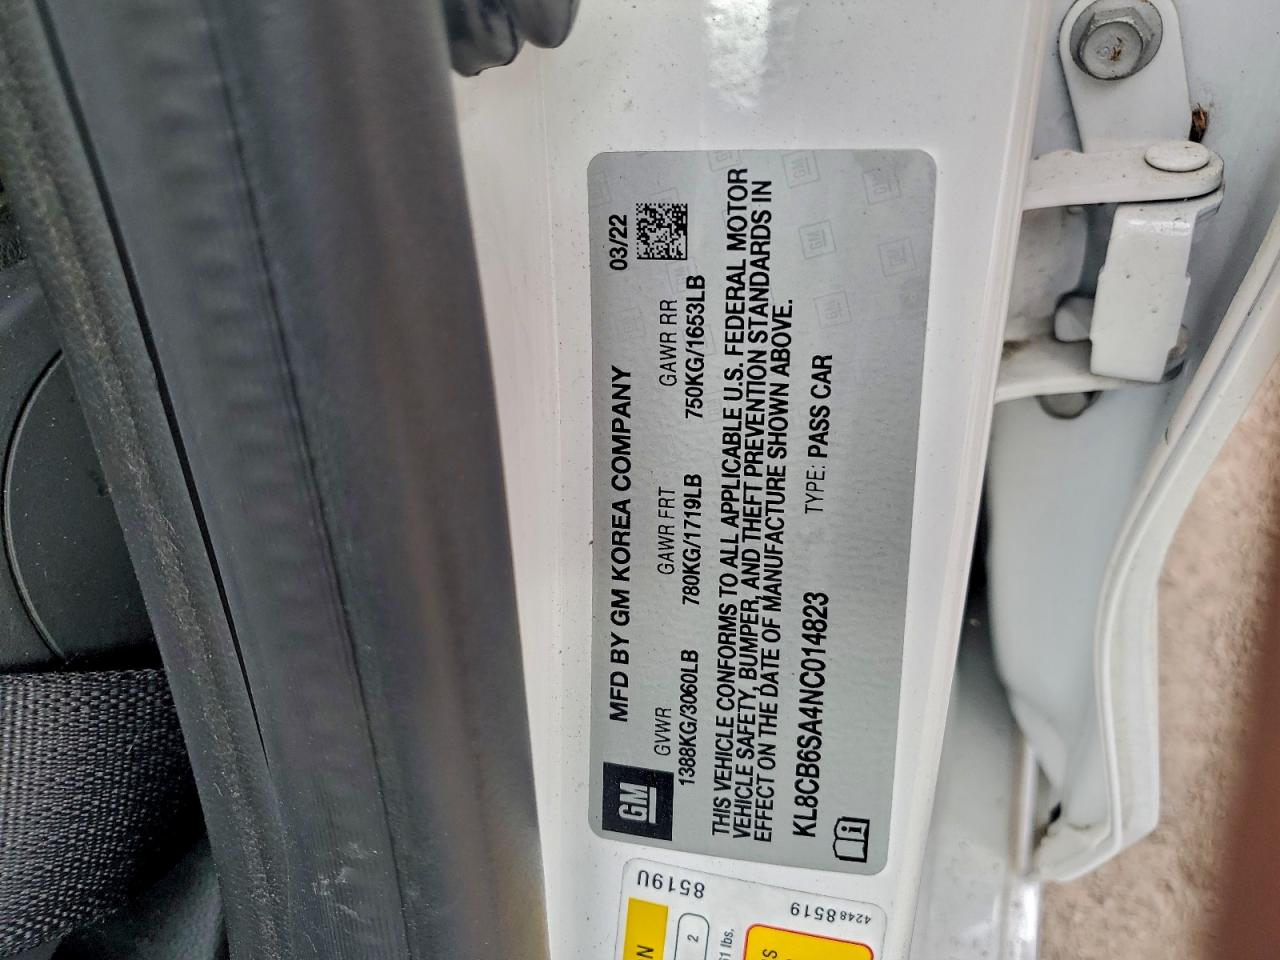 GM
MFD BY GM KOREA COMPANY 03/22
GVWR GAWR FRT GAWR RR
1388KG/3060LB 780KG/1719LB 750KG/1653LB
THIS VEHICLE CONFORMS TO ALL APPLICABLE U.S. FEDERAL MOTOR
VEHICLE SAFETY, BUMPER, AND THEFT PREVENTION STANDARDS IN
EFFECT ON THE DATE OF MANUFACTURE SHOWN ABOVE.
KL8CB6SA4NC014823 TYPE: PASS CAR
8519U
42488519
2